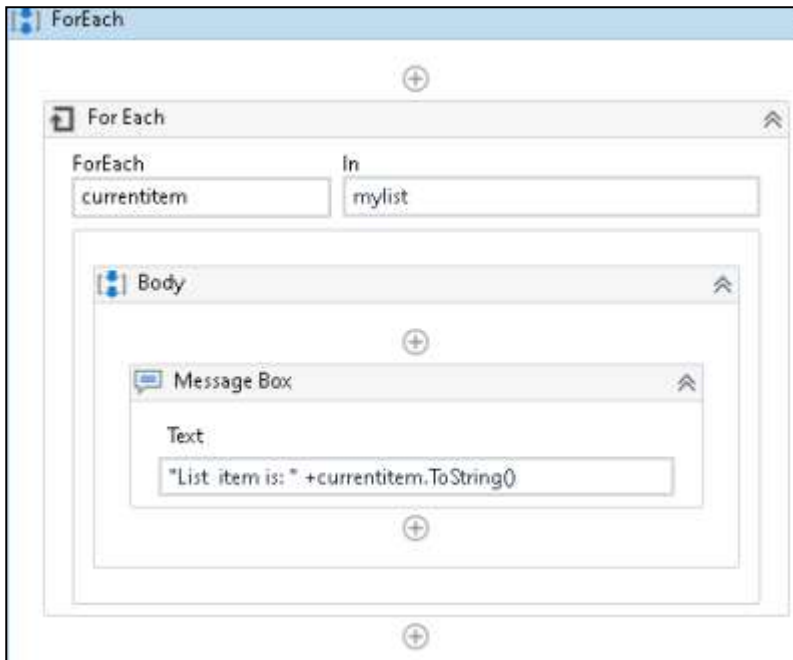 ForEach
For Each
ForEach In
currentitem mylist
Body
Message Box
Text
"List item is: " +currentitem.ToString()